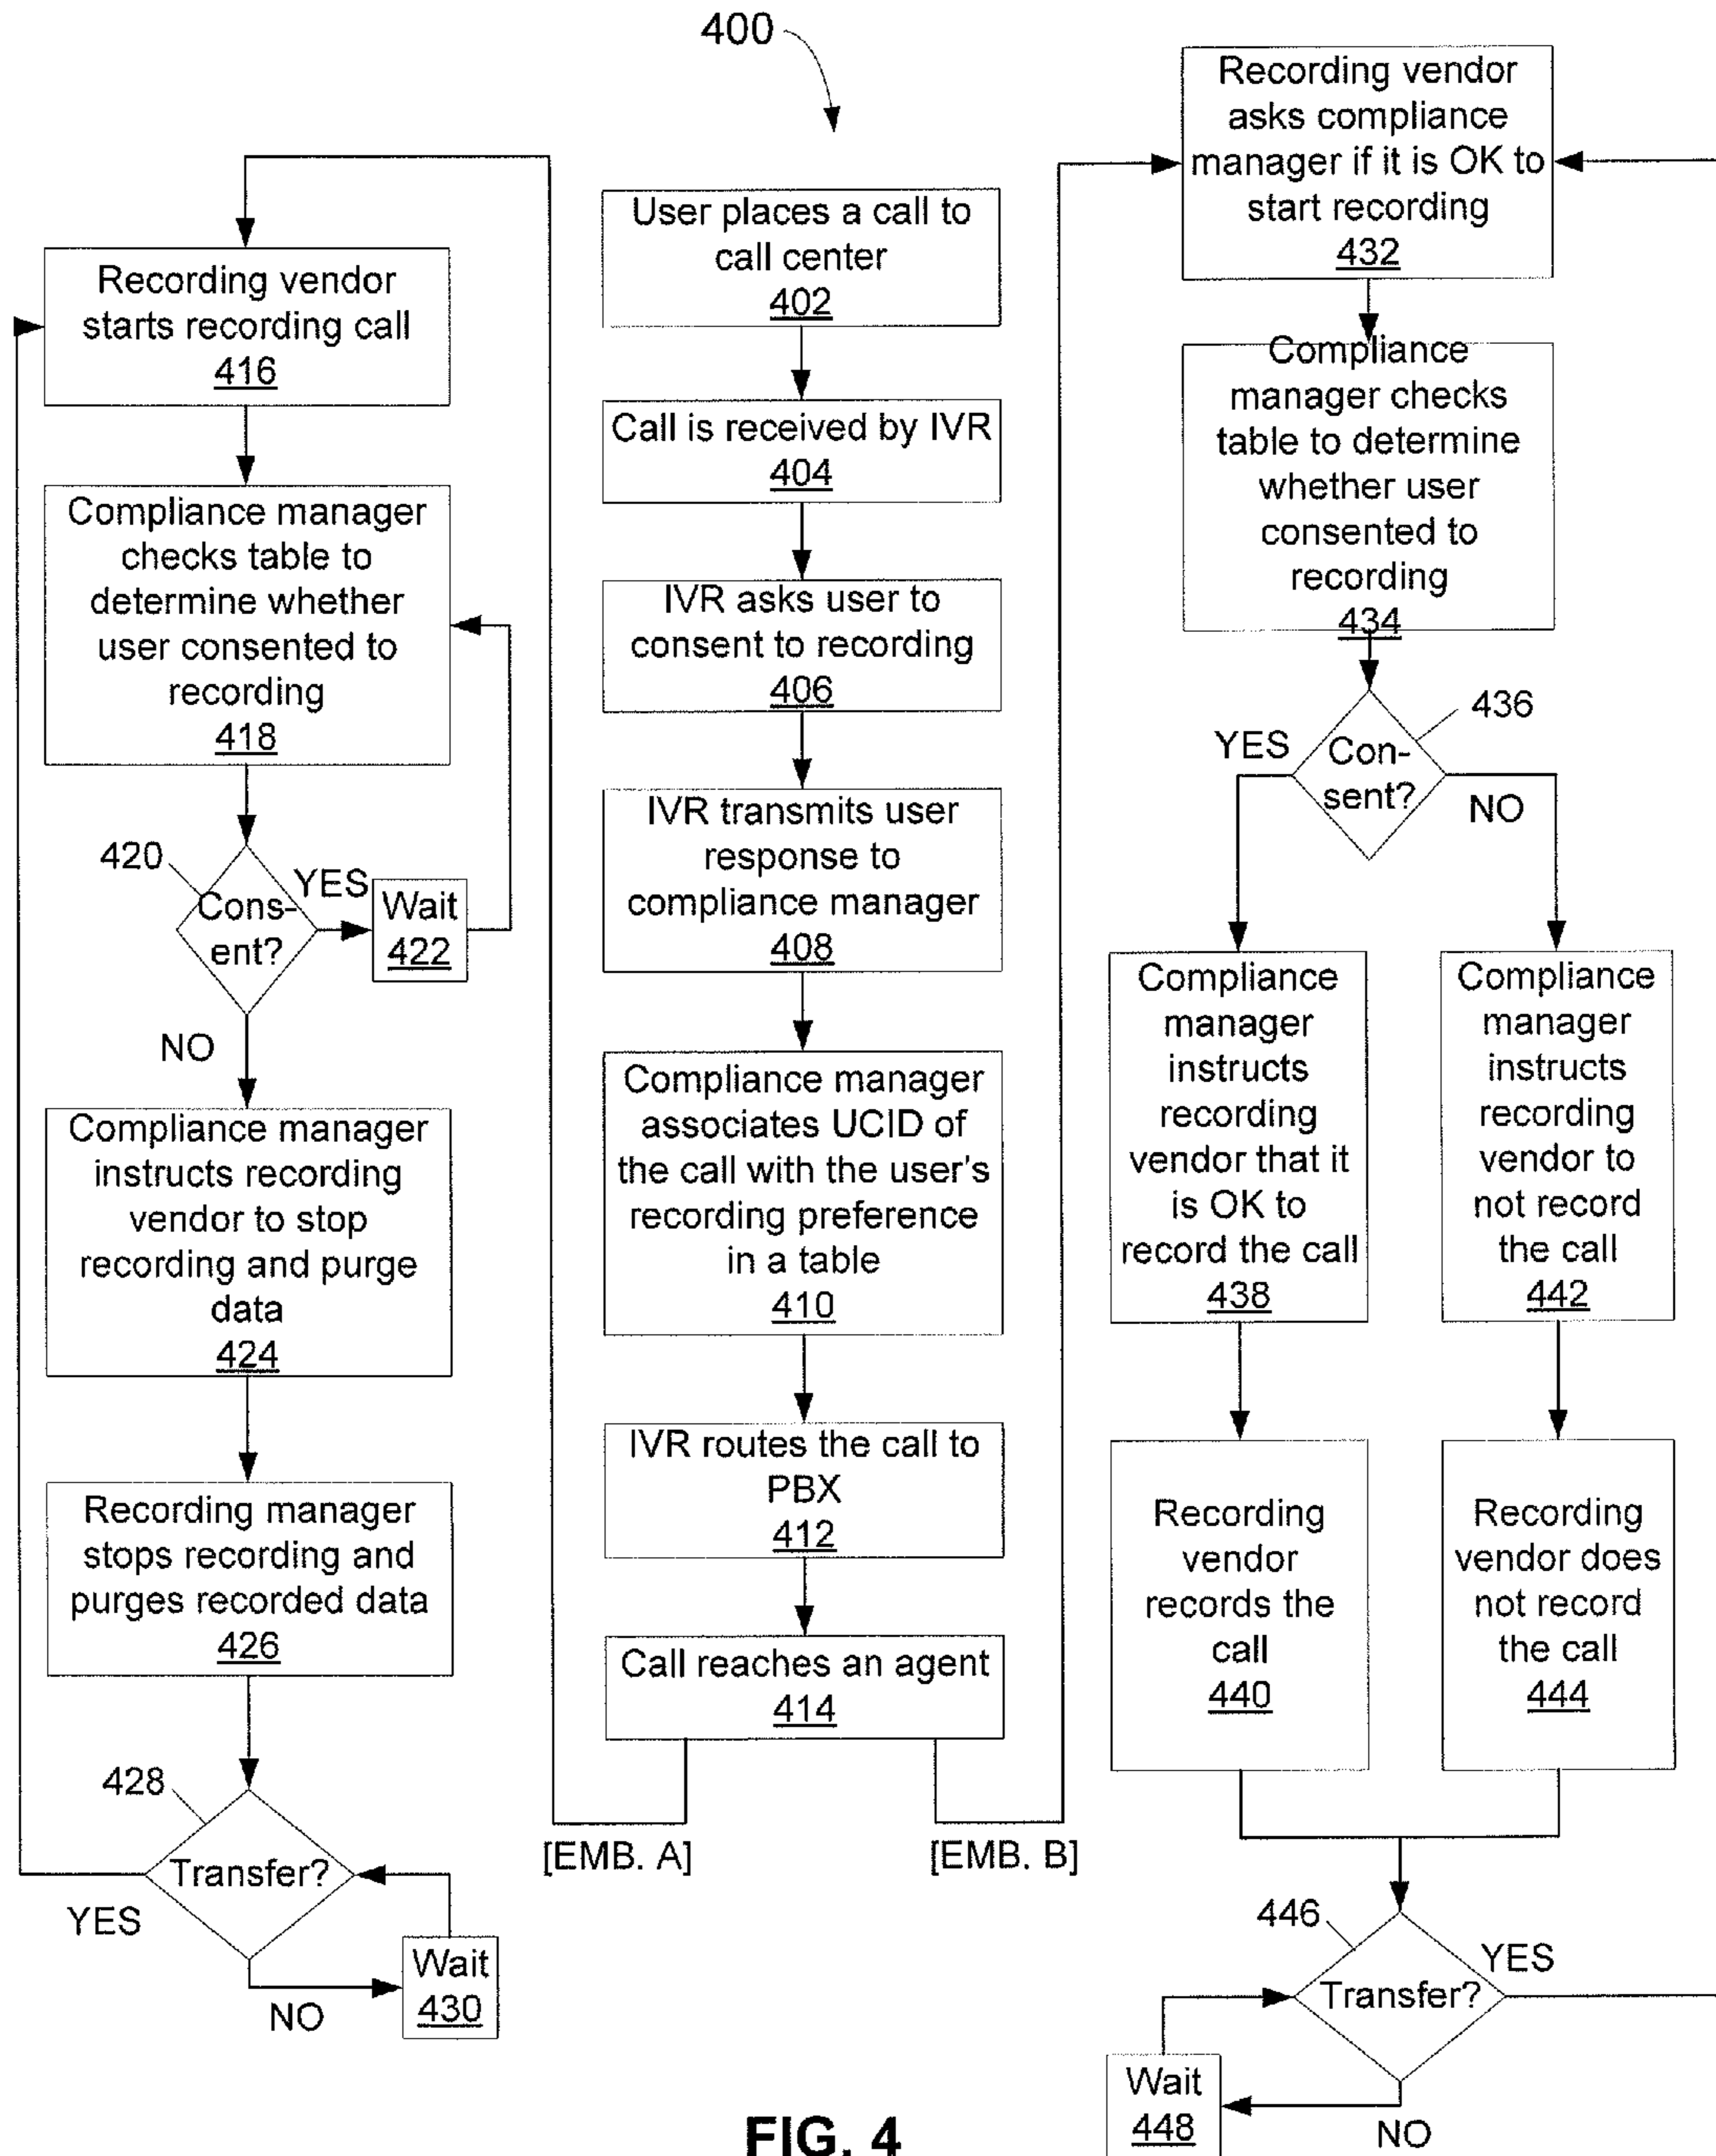 400
Recording vendor
starts recording call
416
Compliance manager
checks table to
determine whether
user consented to
recording
418
420
Cons-
ent?
YES
Wait
422
NO
Compliance manager
instructs recording
vendor to stop
recording and purge
data
424
Recording manager
stops recording and
purges recorded data
426
428
Transfer?
YES
NO
Wait
430
User places a call to
call center
402
Call is received by IVR
404
IVR asks user to
consent to recording
406
IVR transmits user
response to
compliance manager
408
Compliance manager
associates UCID of
the call with the user's
recording preference
in a table
410
IVR routes the call to
PBX
412
Call reaches an agent
414
[EMB. A]
[EMB. B]
Recording vendor
asks compliance
manager if it is OK to
start recording
432
Compliance
manager checks
table to determine
whether user
consented to
recording
434
436
Con-
sent?
YES
NO
Compliance
manager
instructs
recording
vendor that it
is OK to
record the call
438
Compliance
manager
instructs
recording
vendor to
not record
the call
442
Recording
vendor
records the
call
440
Recording
vendor does
not record
the call
444
446
Transfer?
YES
NO
Wait
448
FIG. 4